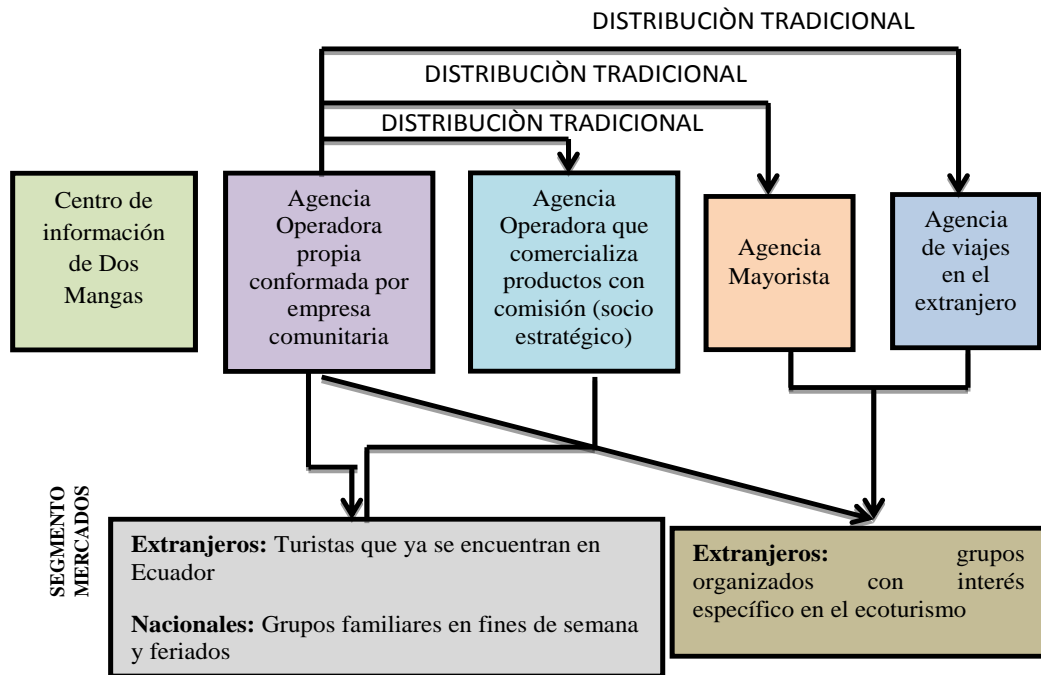 DISTRIBUCIÒN TRADICIONAL
DISTRIBUCIÒN TRADICIONAL
DISTRIBUCIÒN TRADICIONAL
Centro de
información
de Dos
Mangas
Agencia
Operadora
propia
conformada por
empresa
comunitaria
Agencia
Operadora que
comercializa
productos con
comisión (socio
estratégico)
Agencia
Mayorista
Agencia
de viajes
en el
extranjero
SEGMENTO
MERCADOS
Extranjeros: Turistas que ya se encuentran en
Ecuador
Nacionales: Grupos familiares en fines de semana
y feriados
Extranjeros: grupos
organizados con interés
específico en el ecoturismo